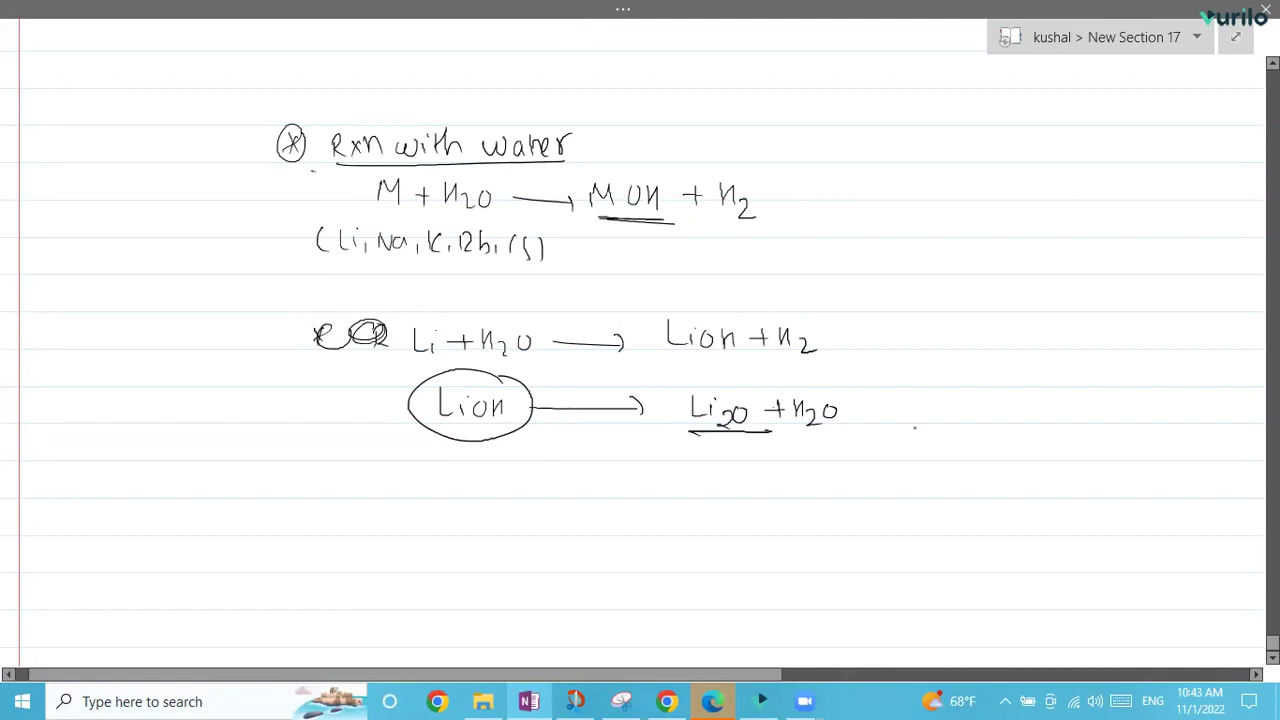 ...
vurilo
kushal > New Section 17
Rxn with water
M + H2O → MOH + H2
(Li, Na, K, Rb, Cs)
Li + H2O → LiOH + H2
LiOH → Li2O + H2O
Type here to search
68°F
ENG
10:43 AM
11/1/2022